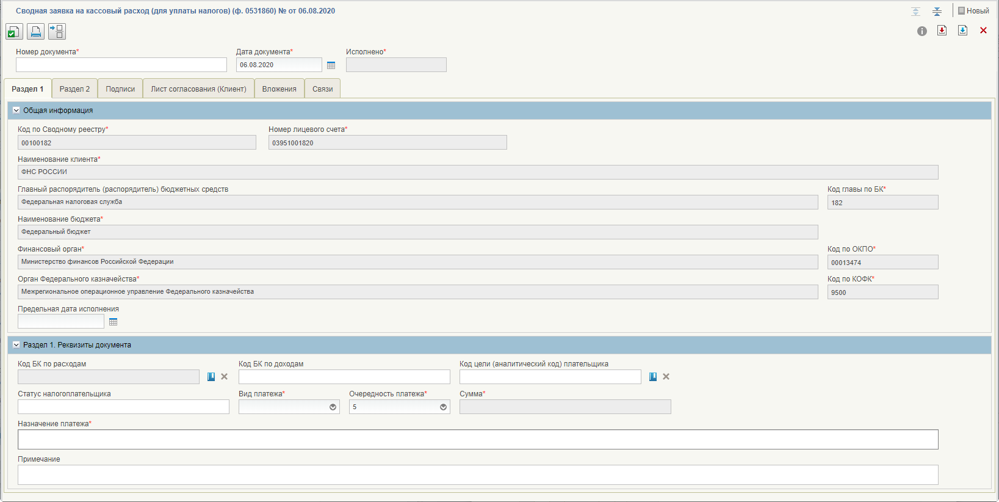 Сводная заявка на кассовый расход (для уплаты налогов) (ф. 0531860) № от 06.08.2020
Новый
Номер документа* Дата документа* Исполнено*
06.08.2020
Раздел 1 Раздел 2 Подписи Лист согласования (Клиент) Вложения Связи
Общая информация
Код по Сводному реестру* Номер лицевого счета*
00100182 03951001820
Наименование клиента*
ФНС РОССИИ
Главный распорядитель (распорядитель) бюджетных средств Код главы по БК*
Федеральная налоговая служба 182
Наименование бюджета*
Федеральный бюджет
Финансовый орган* Код по ОКПО*
Министерство финансов Российской Федерации 00013474
Орган Федерального казначейства* Код по КОФК*
Межрегиональное операционное управление Федерального казначейства 9500
Предельная дата исполнения
Раздел 1. Реквизиты документа
Код БК по расходам Код БК по доходам Код цели (аналитический код) плательщика
Статус налогоплательщика Вид платежа* Очередность платежа* Сумма*
5
Назначение платежа*
Примечание